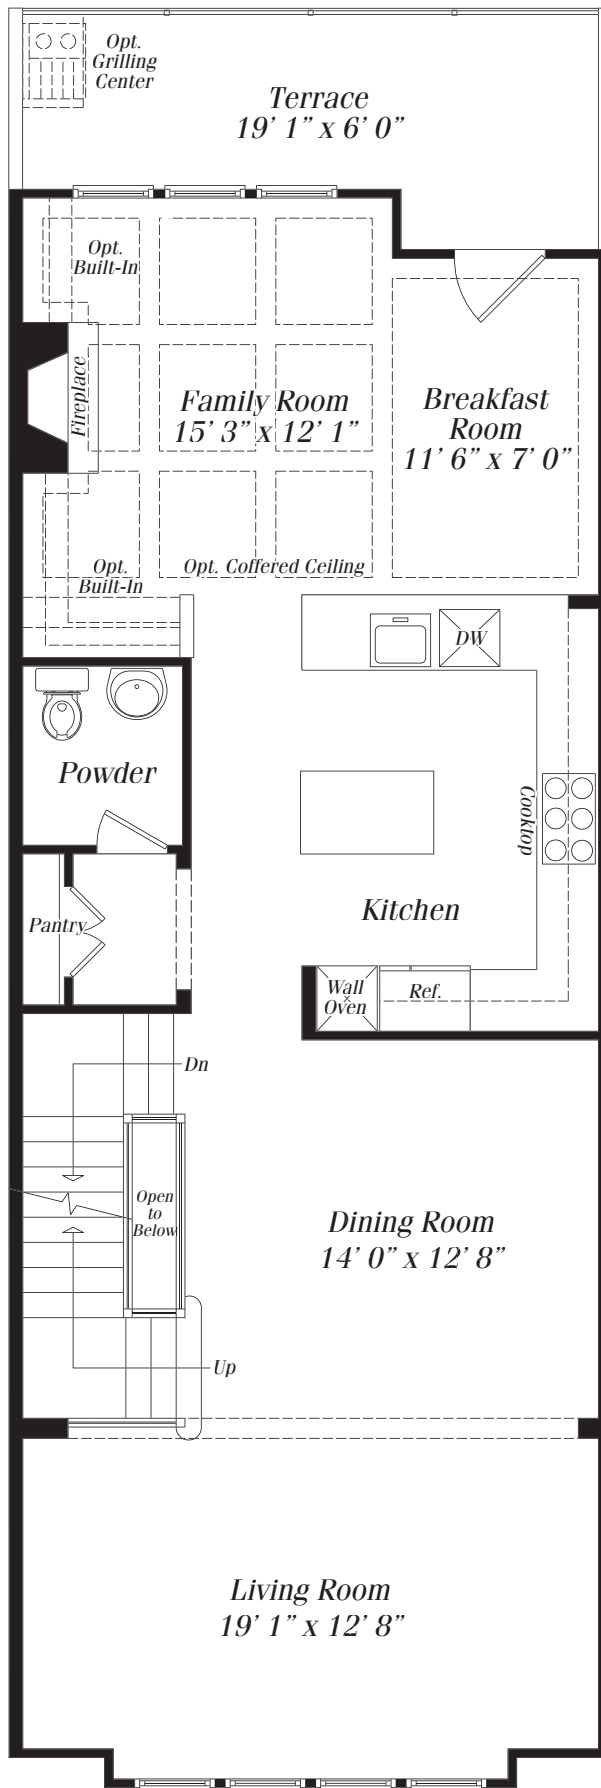 Opt.
Grilling
Center
Terrace
19’ 1” x 6’ 0”
Opt.
Built-In
Fireplace
Family Room
15’ 3” x 12’ 1”
Breakfast
Room
11’ 6” x 7’ 0”
Opt.
Built-In
Opt. Coffered Ceiling
DW
Powder
Cooktop
Pantry
Kitchen
Wall
Oven
Ref.
Dn
Open
to
Below
Dining Room
14’ 0” x 12’ 8”
Up
Living Room
19’ 1” x 12’ 8”